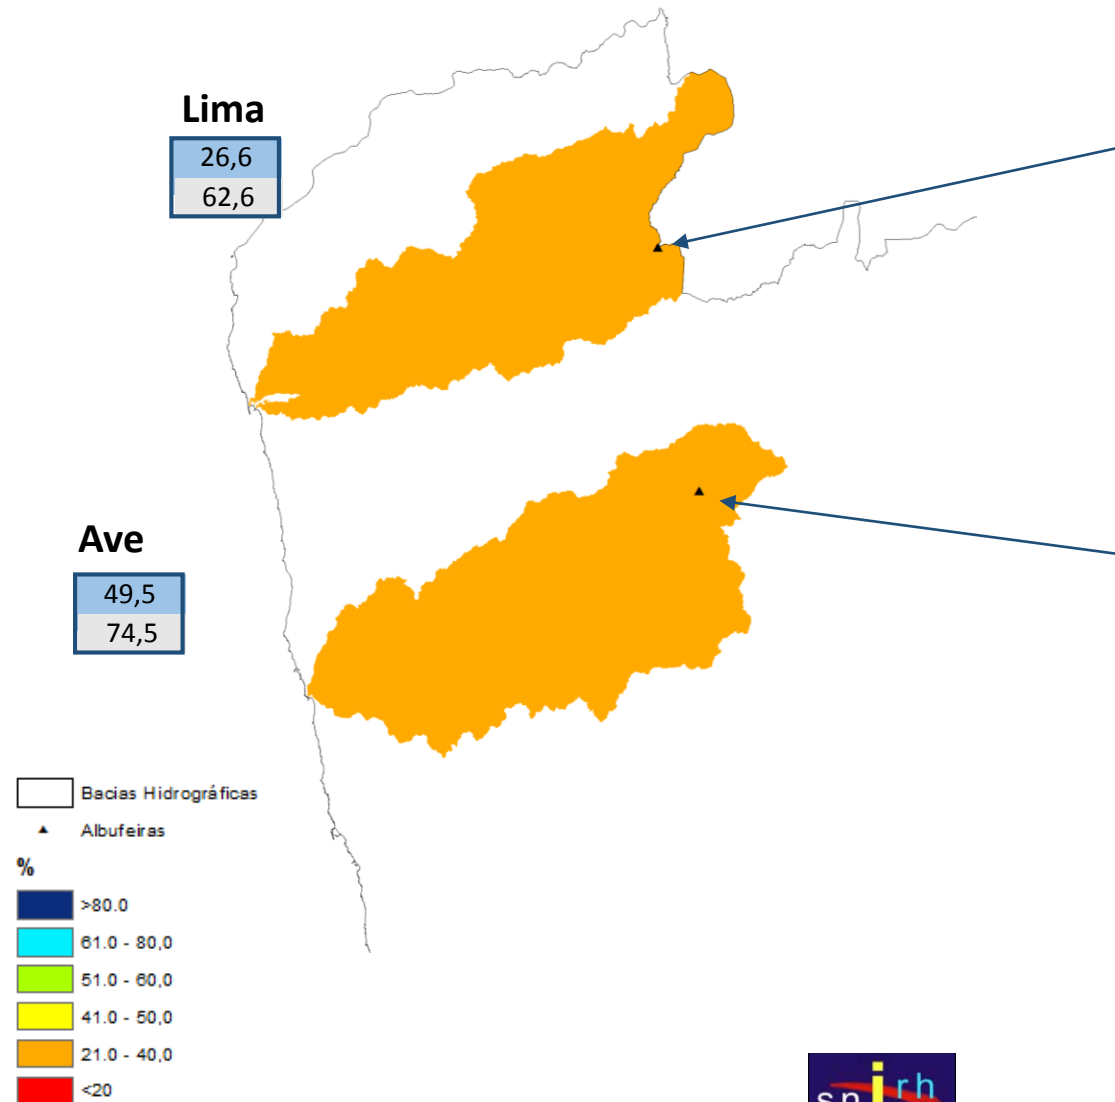 Lima
26,6
62,6
Ave
49,5
74,5
Bacias Hidrográficas
Albufeiras
%
>80.0
61.0 - 80,0
51.0 - 60,0
41.0 - 50,0
21.0 - 40,0
<20
snirh